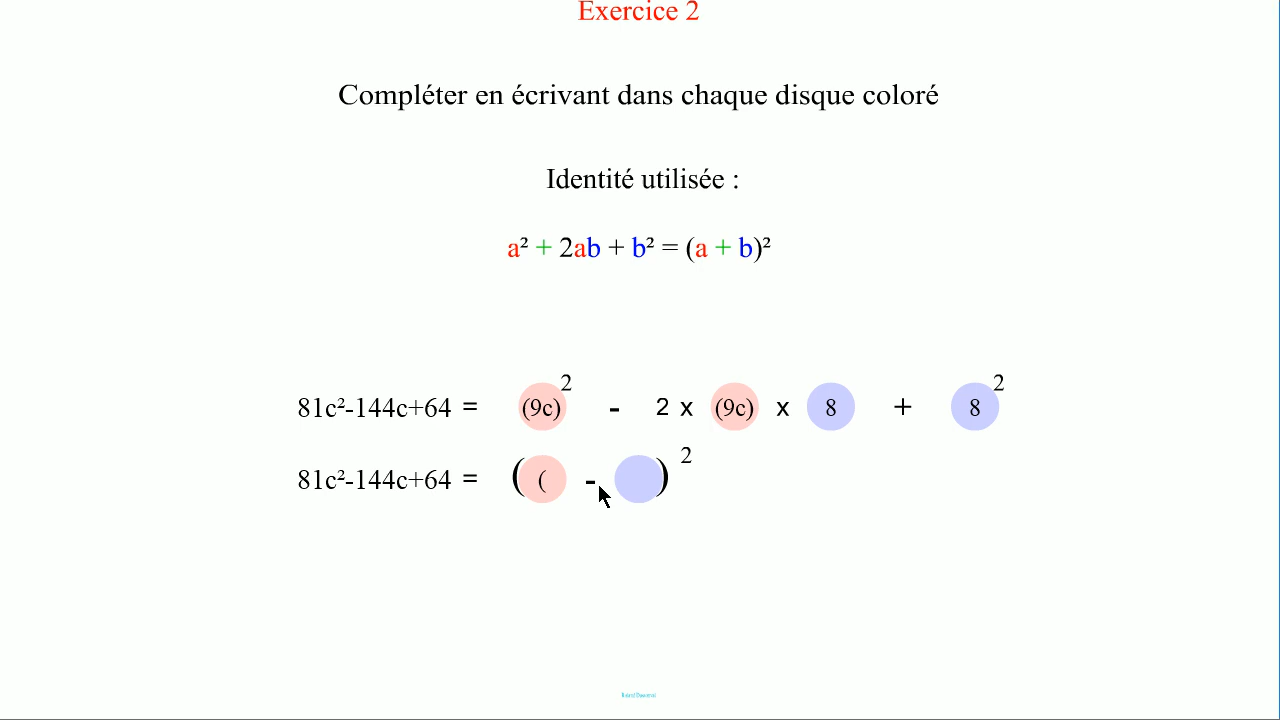 Exercice 2
Compléter en écrivant dans chaque disque coloré
Identité utilisée :
a² + 2ab + b² = (a + b)²
81c²-144c+64 = (9c)² - 2 x (9c) x 8 + 8²
81c²-144c+64 = (( - )²